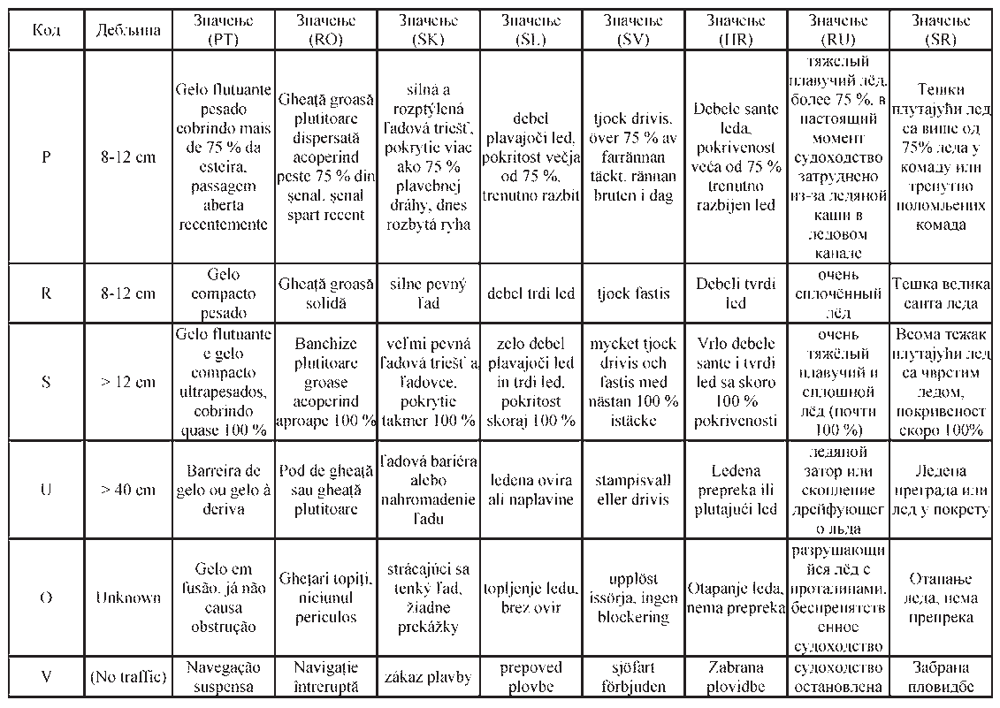 Код
Дебљина
Значење
(PT)
Значење
(RO)
Значење
(SK)
Значење
(SL)
Значење
(SV)
Значење
(HR)
Значење
(RU)
Значење
(SR)
P
8-12 cm
Gelo flutuante
pesado
cobrindo mais
de 75 % da
esteira,
passagem
aberta
recentemente
Gheață groasă
plutitoare
dispersată
acoperind
peste 75 % din
șenal, șenal
spart recent
silná a
rozptýlená
ľadová triešť,
pokrytie viac
ako 75 %
plavebnej
dráhy, dnes
rozbytá ryha
debel
plavajoči led,
pokritost večja
od 75 %,
trenutno razbit
tjock drivis,
över 75 % av
farrännan
täckt, rännan
bruten i dag
Debele sante
leda,
pokrivenost
veća od 75 %
trenutno
razbijen led
тяжелый
плавучий лёд,
более 75 %, в
настоящий
момент
судоходство
затруднено
из-за ледяной
каши в
ледовом
канале
Тешки
плутајући лед
са више од
75% леда у
комаду или
тренутно
поломљених
комада
R
8-12 cm
Gelo
compacto
pesado
Gheață groasă
solidă
silne pevný
ľad
debel trdi led
tjock fastis
Debeli tvrdi
led
очень
сплочённый
лёд
Тешка велика
санта леда
S
> 12 cm
Gelo flutuante
e gelo
compacto
ultrapesados,
cobrindo
quase 100 %
Banchize
plutitoare
groase
acoperind
aproape 100 %
veľmi pevná
ľadová triešť a
ľadovce,
pokrytie
takmer 100 %
zelo debel
plavajoči led
in trdi led,
pokritost
skoraj 100 %
mycket tjock
drivis och
fastis med
nästan 100 %
istäcke
Vrlo debele
sante i tvrdi
led sa skoro
100 %
pokrivenosti
очень
тяжёлый
плавучий и
сплошной
лёд (почти
100 %)
Веома тежак
плутајући лед
са чврстим
ледом,
покривеност
скоро 100%
U
> 40 cm
Barreira de
gelo ou gelo à
deriva
Pod de gheață
sau gheață
plutitoare
ľadová bariéra
alebo
nahromadenie
ľadu
ledena ovira
ali naplavine
stampisvall
eller drivis
Ledena
prepreka ili
plutajući led
ледяной
затор или
скопление
дрейфующег
о льда
Ледена
преграда или
лед у покрету
O
Unknown
Gelo em
fusão, já não
causa
obstrução
Ghețari topiți,
niciunul
periculos
strácajúci sa
tenký ľad,
žiadne
prekážky
topljenje ledu,
brez ovir
upplöst
issörja, ingen
blockering
Otapanje leda,
nema prepreka
разрушающи
йся лёд с
проталинами,
беспрепятств
енное
судоходство
Отапање
леда, нема
препрека
V
(No traffic)
Navegação
suspensa
Navigație
întreruptă
zákaz plavby
prepoved
plovbe
sjöfart
förbjuden
Zabrana
plovidbe
судоходство
остановлена
Забрана
пловидбе